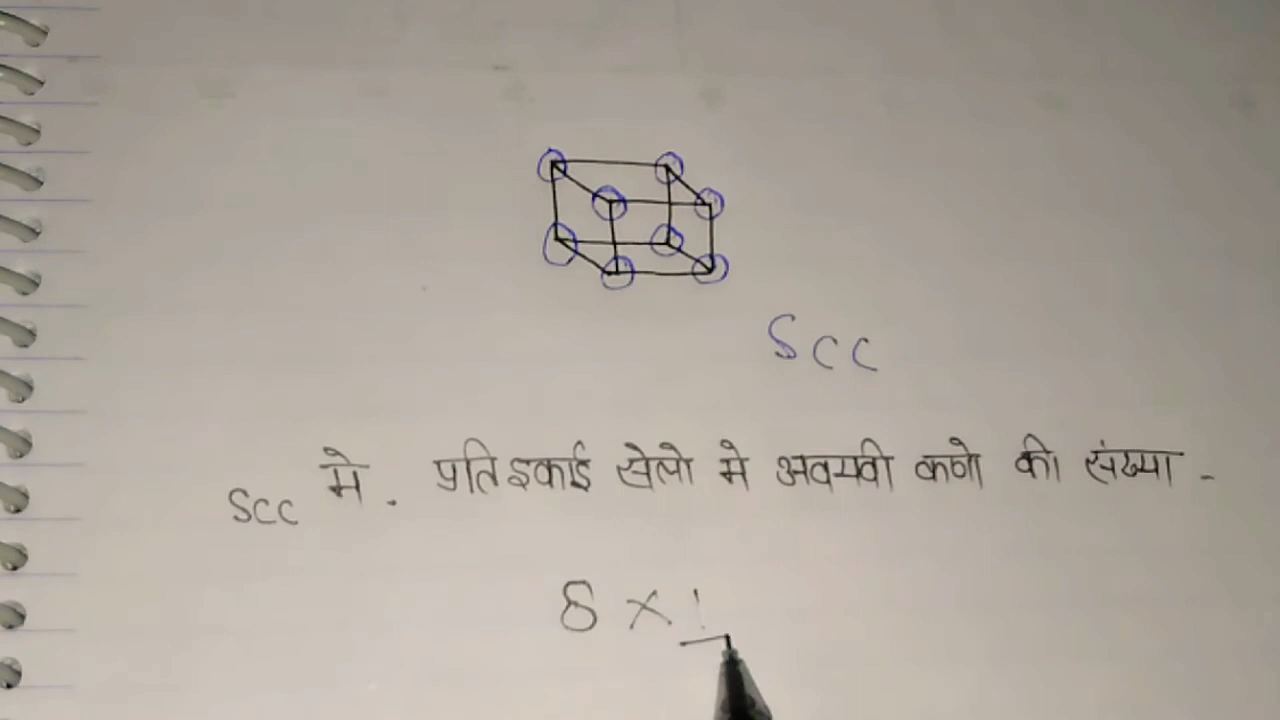 SCC
SCC मे. प्रति इकाई सेलो मे अवयवी कणो की संख्या -
8 × 1